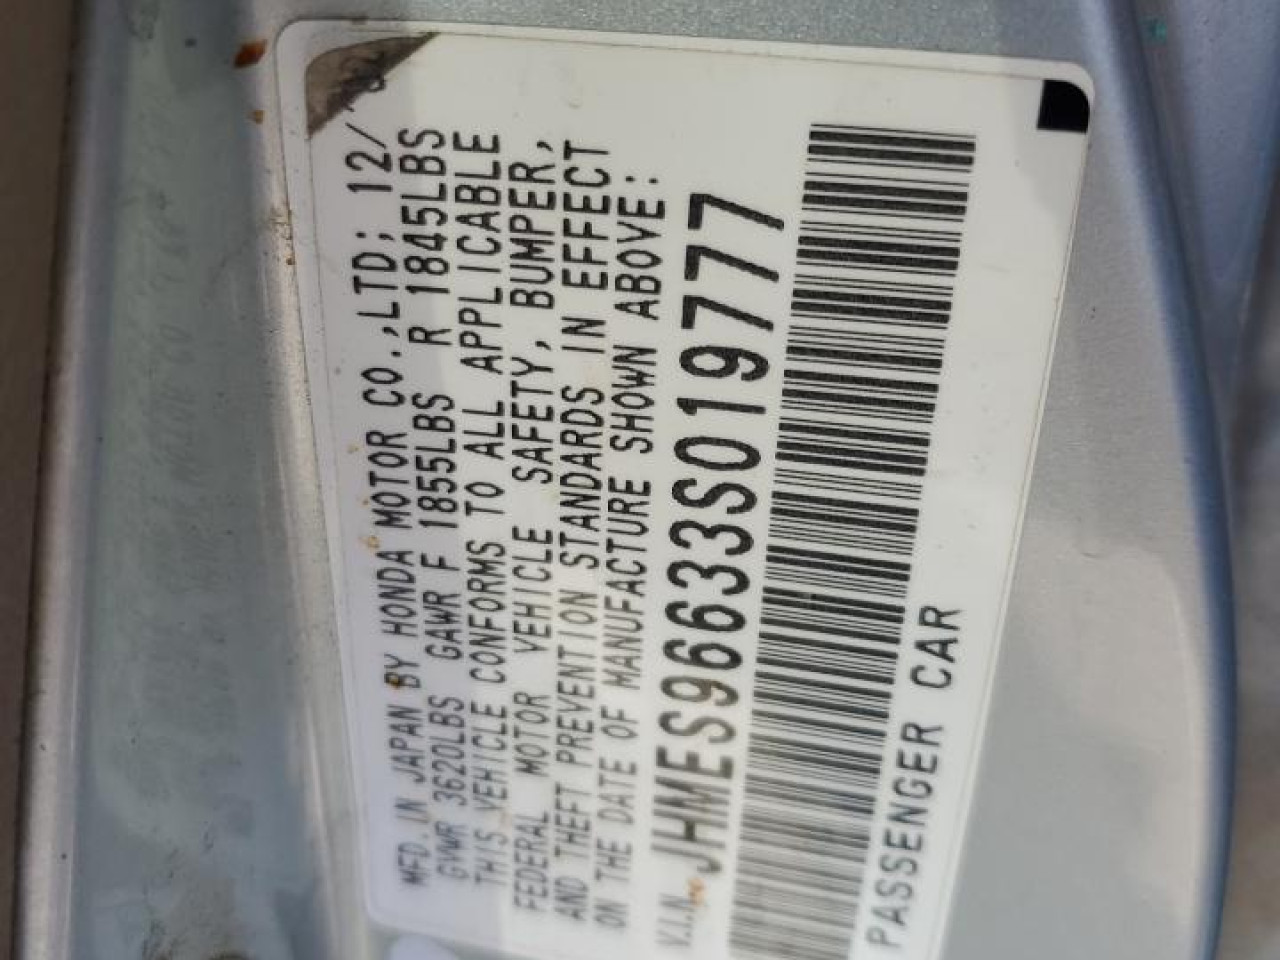 MFD. IN JAPAN BY HONDA MOTOR CO.,LTD; 12/
GVWR 3620LBS GAWR F 1855LBS R 1845LBS
THIS VEHICLE CONFORMS TO ALL APPLICABLE
FEDERAL MOTOR VEHICLE SAFETY, BUMPER,
AND THEFT PREVENTION STANDARDS IN EFFECT
ON THE DATE OF MANUFACTURE SHOWN ABOVE:
V.I.N. JHMES96633S019777
PASSENGER CAR